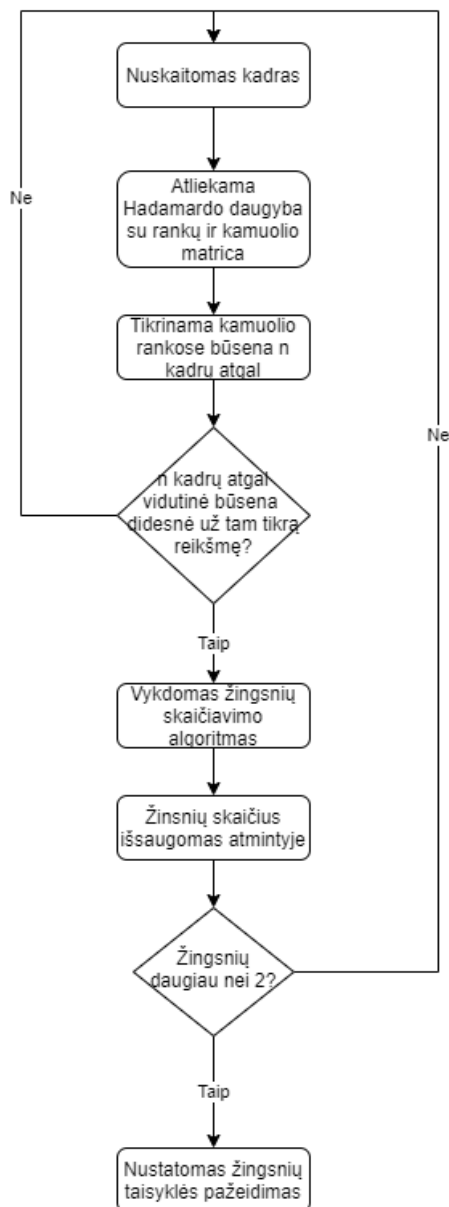 Nuskaitomas kadras
Ne
Atliekama
Hadamardo daugyba
su rankų ir kamuolio
matrica
Tikrinama kamuolio
rankose būsena n
kadrų atgal
Ne
n kadrų atgal
vidutinė būsena
didesnė už tam tikrą
reikšmę?
Taip
Vykdomas žingsnių
skaičiavimo
algoritmas
Žinsnių skaičius
išsaugomas atmintyje
Žingsnių
daugiau nei 2?
Taip
Nustatomas žingsnių
taisyklės pažeidimas